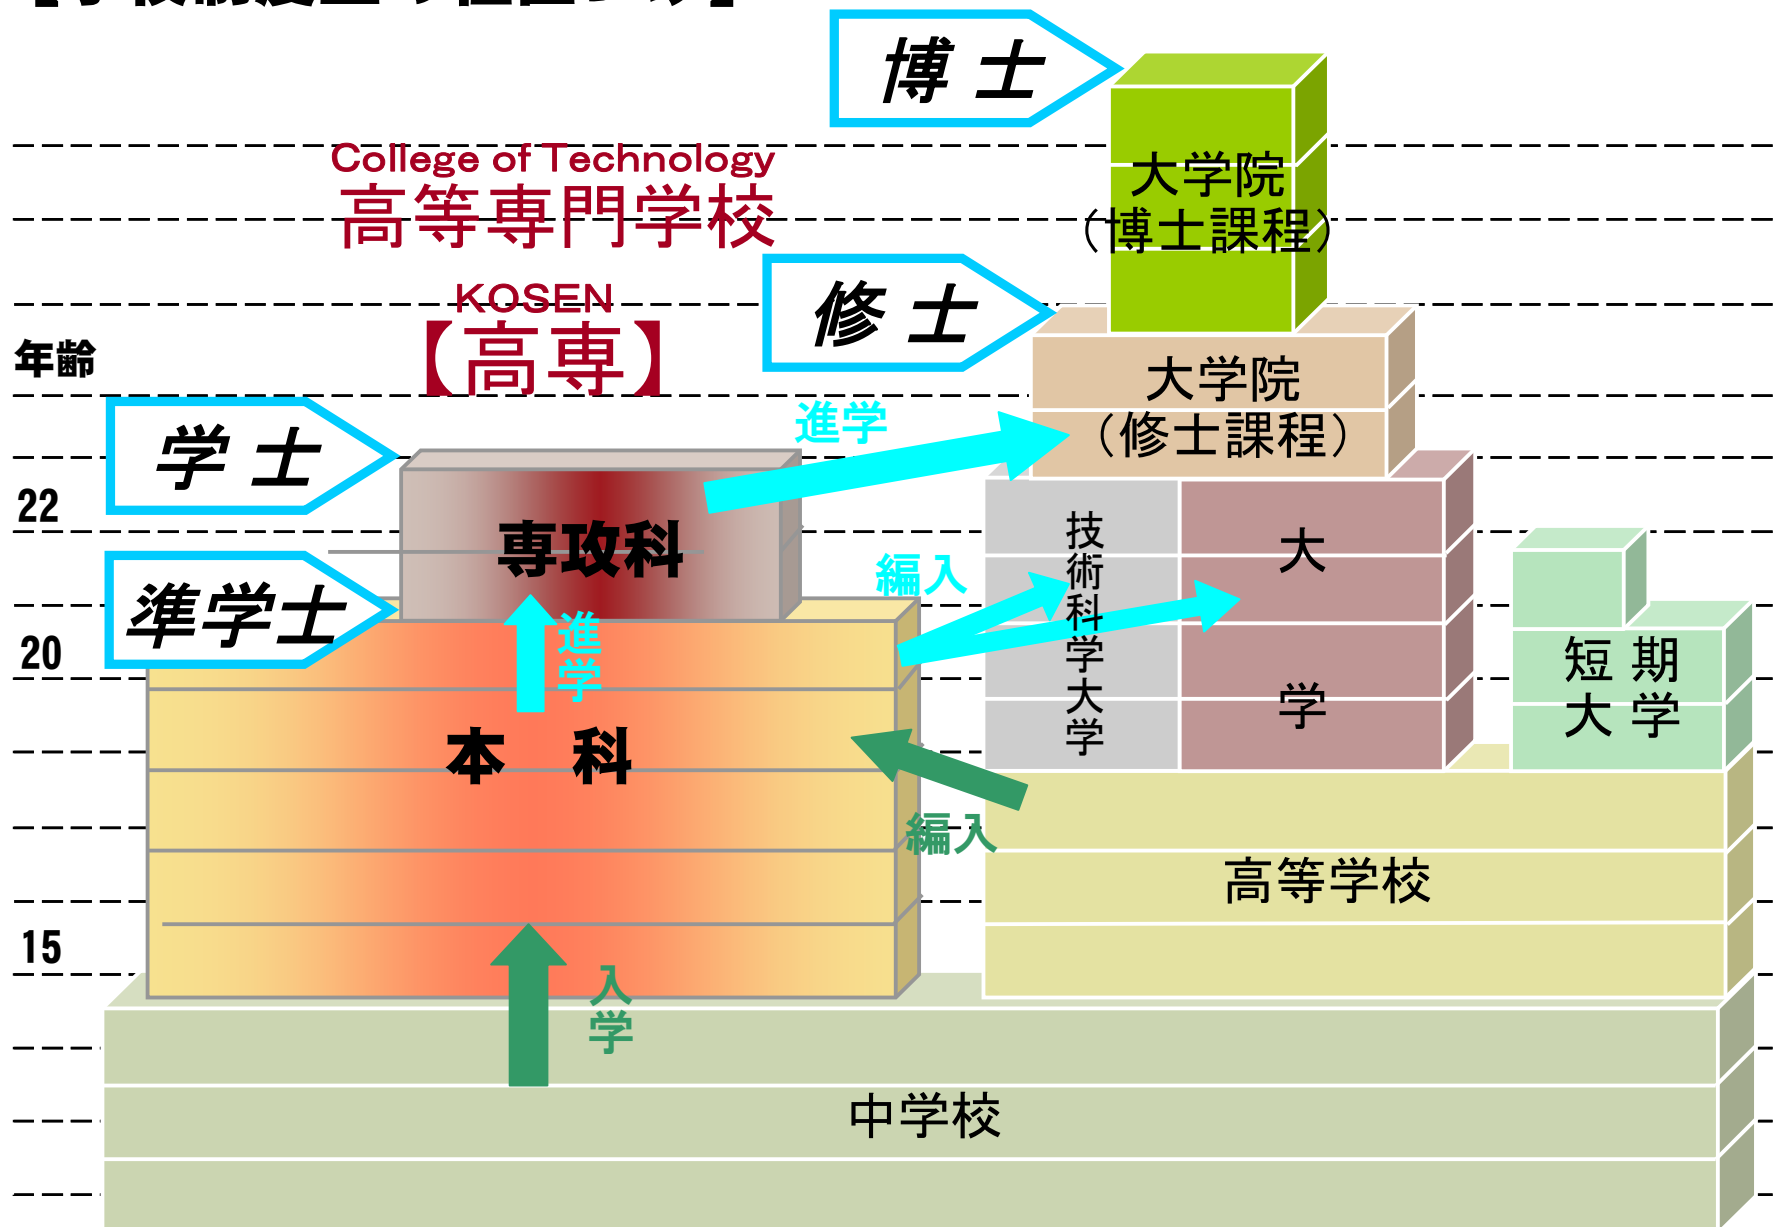 博 士
College of Technology
高等専門学校
大学院
（博士課程）
KOSEN
【高専】
修 士
年齢
大学院
（修士課程）
進学
学 士
22
専攻科
技術科学大学
大学
編入
準学士
進学
20
短 期
大 学
本 科
編入
高等学校
15
入学
中学校